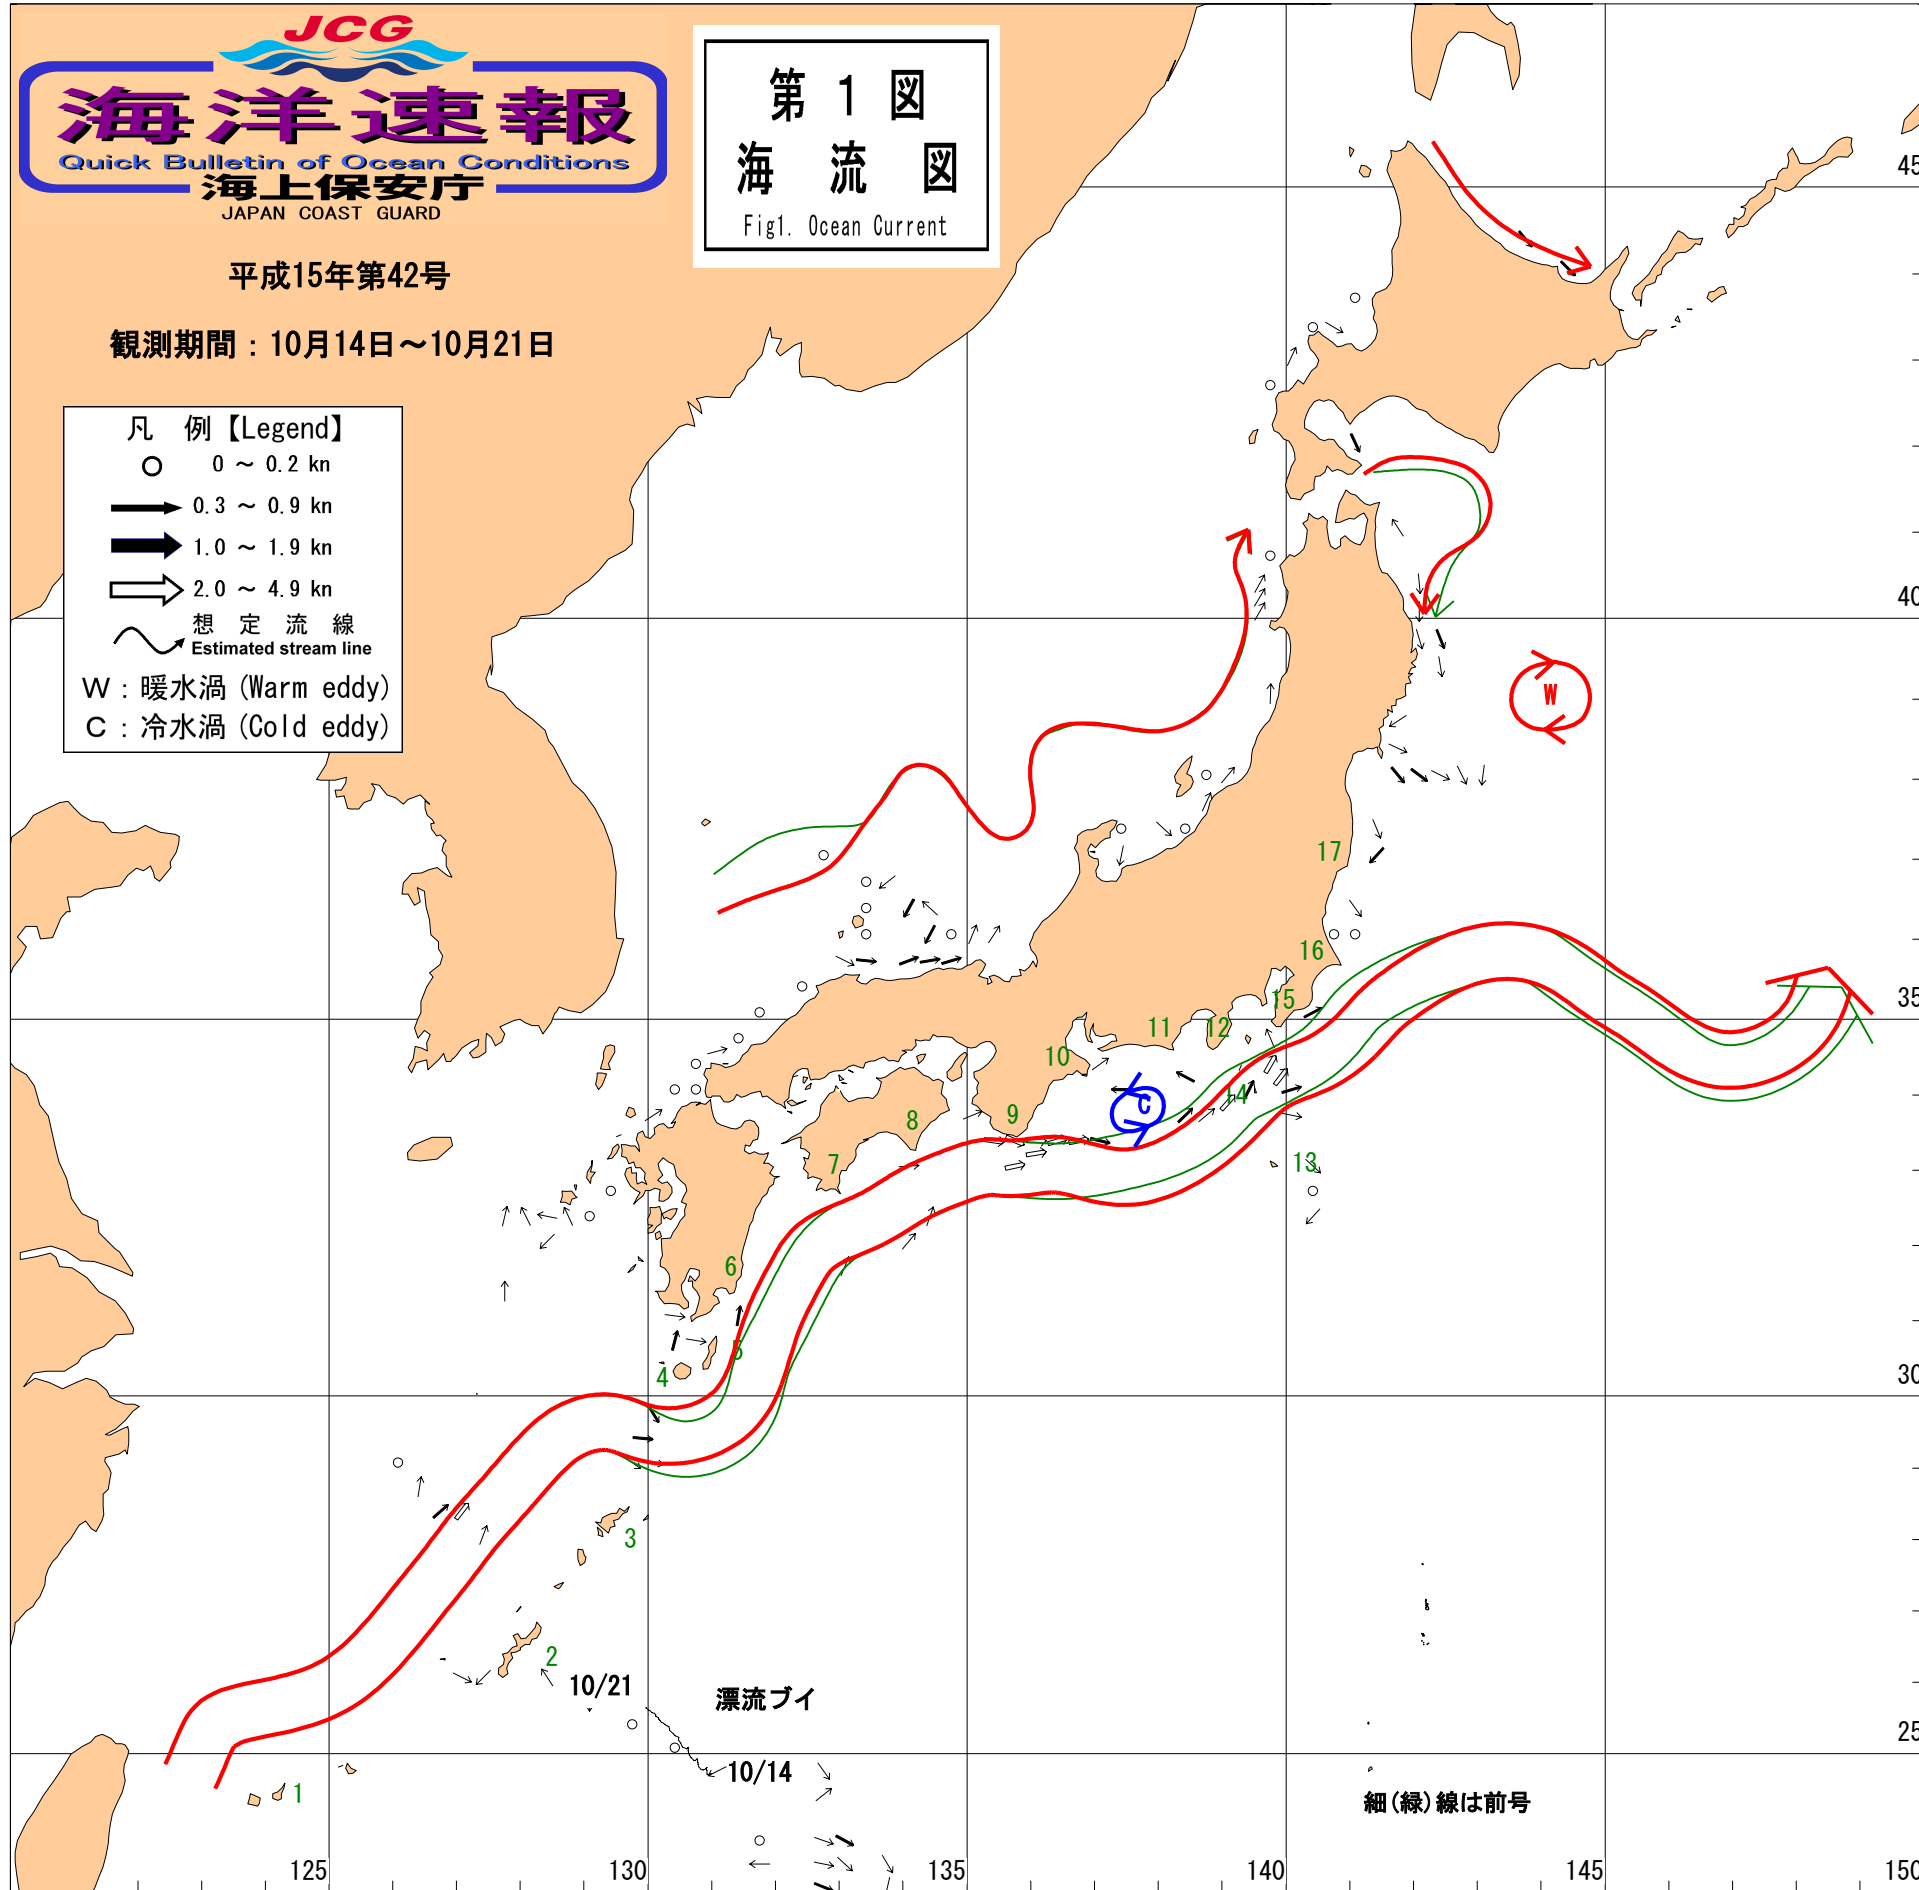 JCG
海洋速報
Quick Bulletin of Ocean Conditions
海上保安庁
JAPAN COAST GUARD
平成15年第42号
観測期間：10月14日～10月21日
第 1 図
海 流 図
Fig1. Ocean Current
凡 例【Legend】
0 ～ 0.2 kn
0.3 ～ 0.9 kn
1.0 ～ 1.9 kn
2.0 ～ 4.9 kn
想 定 流 線
Estimated stream line
W：暖水渦(Warm eddy)
C：冷水渦(Cold eddy)
45
40
W
17
16
35
15
12
11
10
14
C
9
8
7
13
6
5
4
30
3
2
10/21
漂流ブイ
25
10/14
1
細(緑)線は前号
125
130
135
140
145
150